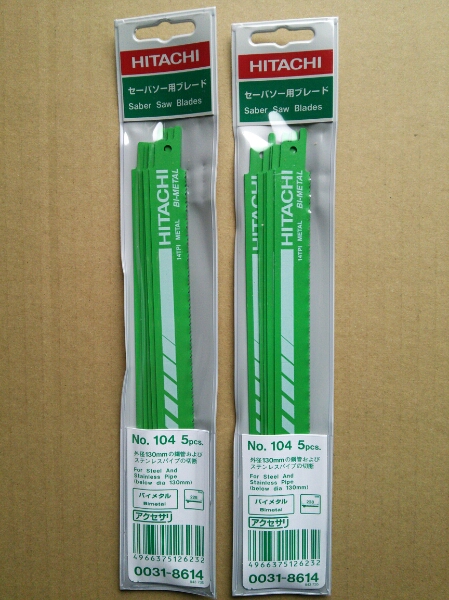 HITACHI
セーバソー用ブレード
Saber Saw Blades
HITACHI
BI-METAL
14TPI METAL
No. 104 5pcs.
外径130mmの鋼管および
ステンレスパイプの切断
For Steel And
Stainless Pipe
(below dia 130mm)
バイメタル
Bimetal
200
アクセサリ
4966375126232
0031-8614
HITACHI
セーバソー用ブレード
Saber Saw Blades
HITACHI
BI-METAL
14TPI METAL
No. 104 5pcs.
外径130mmの鋼管および
ステンレスパイプの切断
For Steel And
Stainless Pipe
(below dia 130mm)
バイメタル
Bimetal
200
アクセサリ
4966375126232
0031-8614